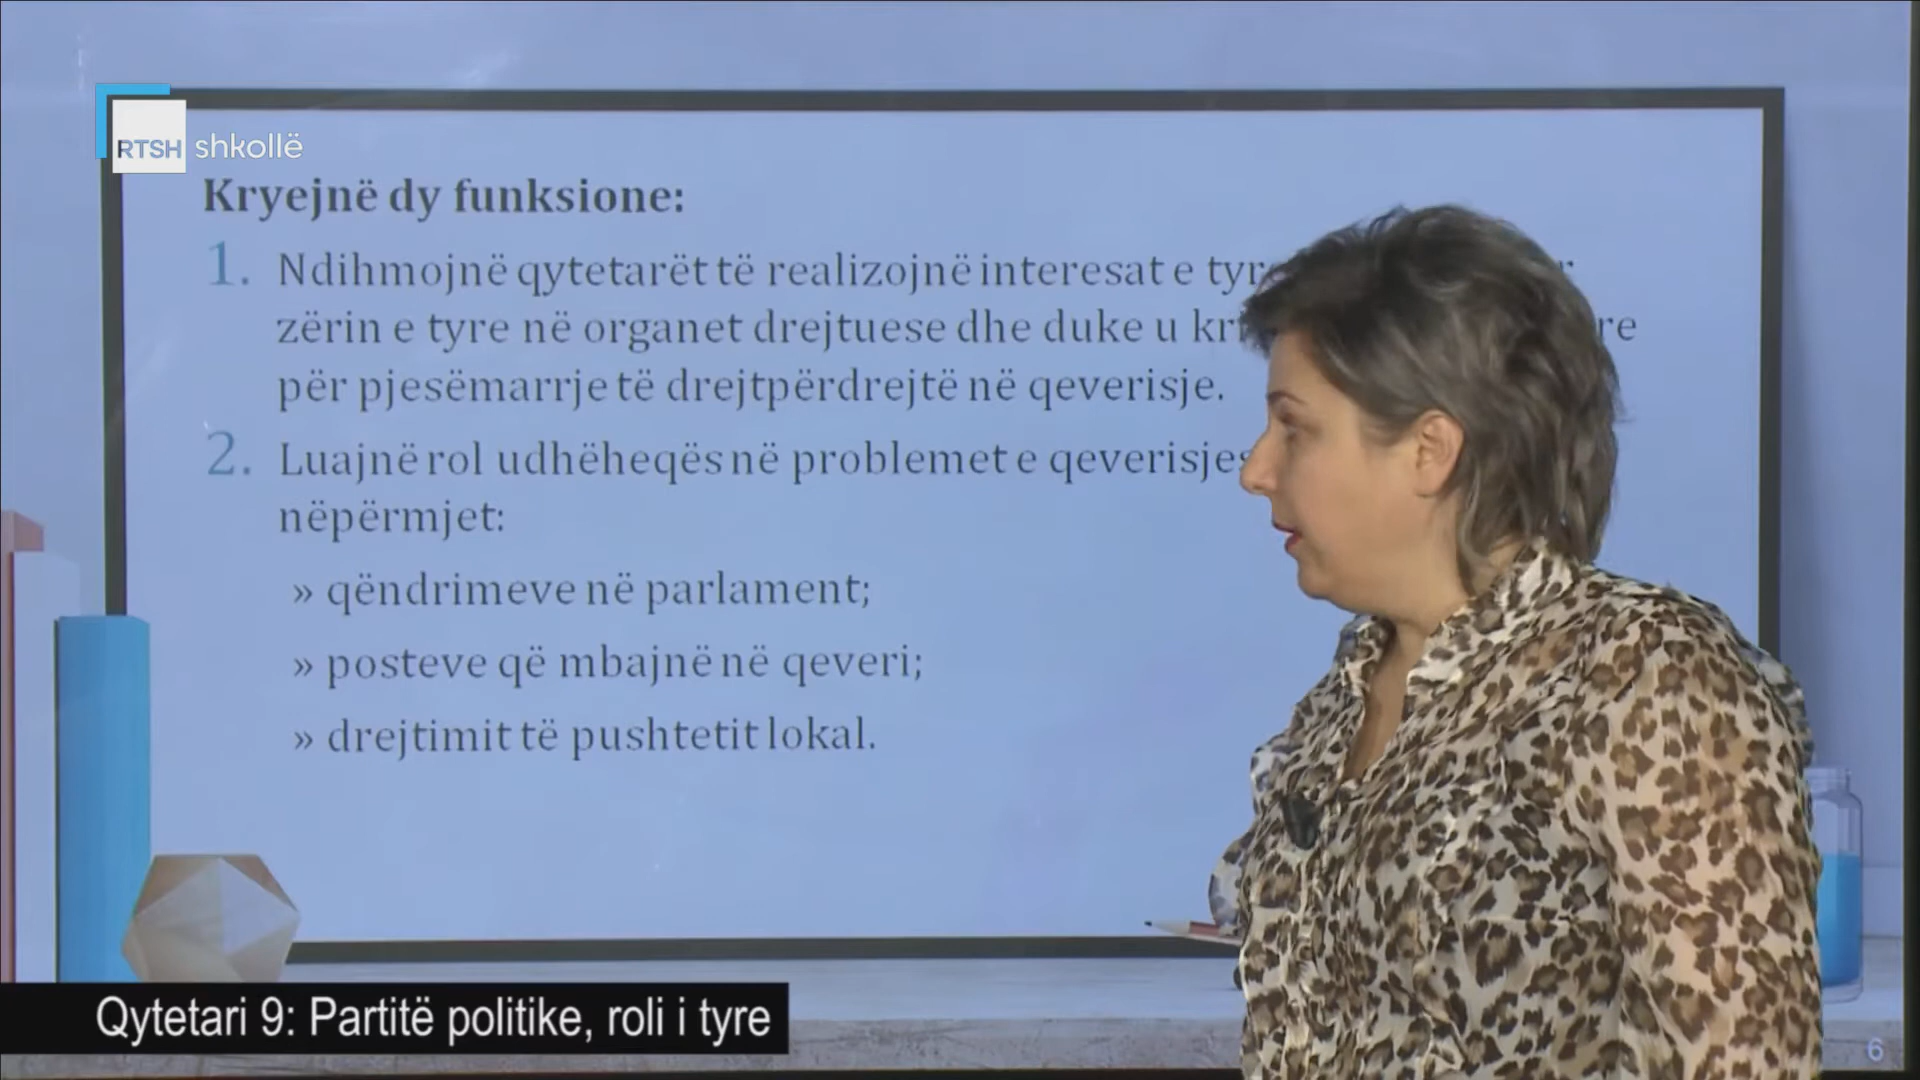 RTSH shkollë
Kryejnë dy funksione:
1. Ndihmojnë qytetarët të realizojnë interesat e
zërin e tyre në organet drejtuese dhe duke u
për pjesëmarrje të drejtpërdrejtë në qeverisje.
2. Luajnë rol udhëheqës në problemet e qeverisjes
nëpërmjet:
» qëndrimeve në parlament;
» posteve që mbajnë në qeveri;
» drejtimit të pushtetit lokal.
Qytetari 9: Partitë politike, roli i tyre
6